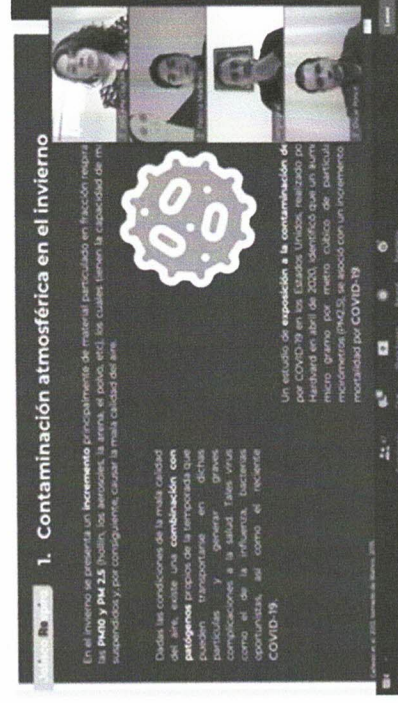 1. Contaminación atmosférica en el invierno
En el invierno se presenta un incremento principalmente de material particulado en fracción respira
las PM10 y PM 2.5 (hollín, los aerosoles, la arena, el polvo, etc), los cuales tienen la capacidad de m
suspendidos y, por consiguiente, causar la mala calidad del aire.
Dadas las condiciones de la mala calidad
del aire, existe una combinación con
patógenos propios de la temporada que
pueden transportarse en dichas
partículas y generar graves
complicaciones a la salud. Tales virus
como el de la influenza, bacterias
oportunistas, así como el reciente
COVID-19.
Un estudio de exposición a la contaminación de
por COVID-19 en los Estados Unidos, realizado po
Hardvard en abril de 2020, identificó que un aume
micro gramo por metro cúbico de partícula
micrómetros (PM2.5), se asoció con un incremento
mortalidad por COVID-19